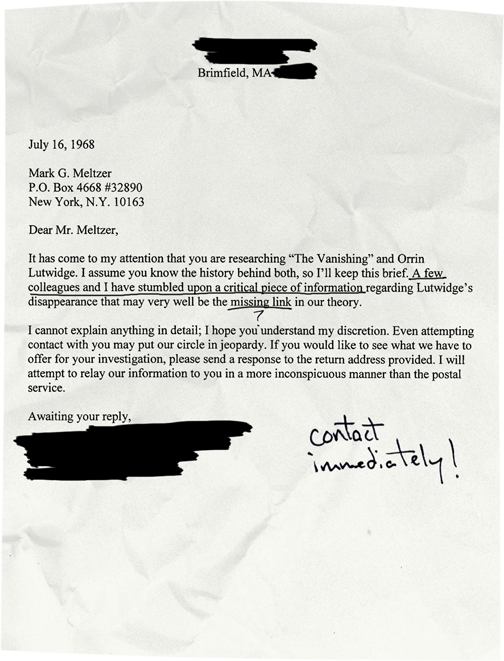 Brimfield, MA
July 16, 1968
Mark G. Meltzer
P.O. Box 4668 #32890
New York, N.Y. 10163
Dear Mr. Meltzer,
It has come to my attention that you are researching “The Vanishing” and Orrin
Lutwidge. I assume you know the history behind both, so I’ll keep this brief. A few
colleagues and I have stumbled upon a critical piece of information regarding Lutwidge’s
disappearance that may very well be the missing link in our theory.
?
I cannot explain anything in detail; I hope you understand my discretion. Even attempting
contact with you may put our circle in jeopardy. If you would like to see what we have to
offer for your investigation, please send a response to the return address provided. I will
attempt to relay our information to you in a more inconspicuous manner than the postal
service.
Awaiting your reply,
contact
immediately!